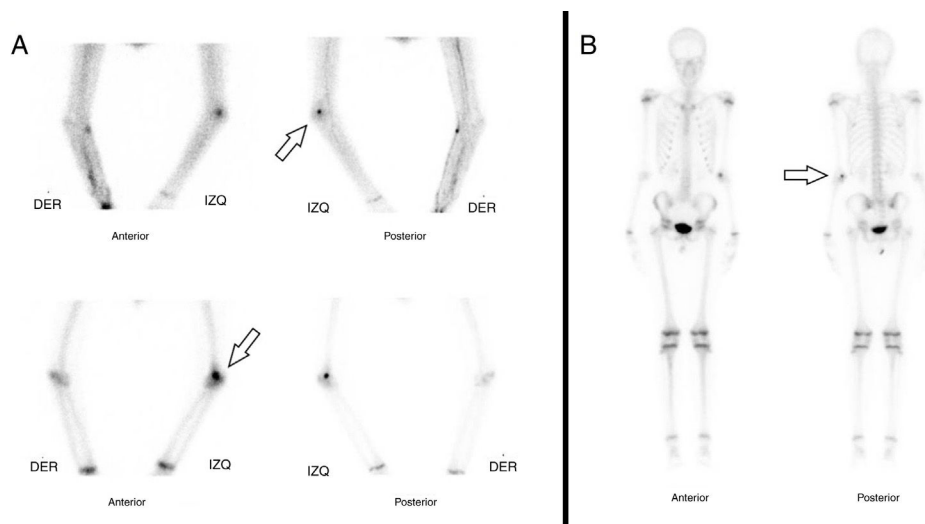 A
DER
IZQ
Anterior
IZQ
DER
Posterior
DER
IZQ
Anterior
IZQ
DER
Posterior
B
Anterior
Posterior